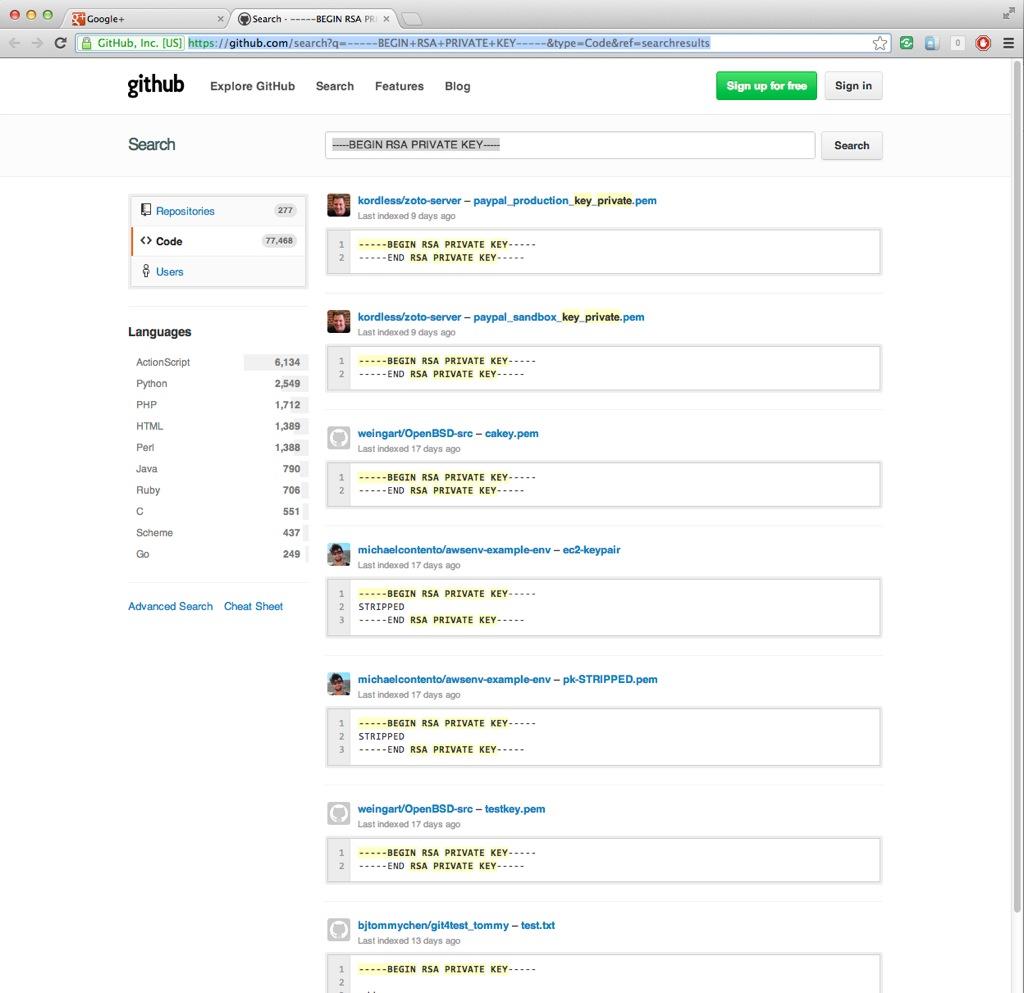 Google+
Search · -----BEGIN RSA PRI
GitHub, Inc. [US] https://github.com/search?q=-----BEGIN+RSA+PRIVATE+KEY-----&type=Code&ref=searchresults
0
github Explore GitHub Search Features Blog Sign up for free Sign in
Search -----BEGIN RSA PRIVATE KEY----- Search
Repositories 277
Code 77,468
Users
Languages
ActionScript 6,134
Python 2,549
PHP 1,712
HTML 1,389
Perl 1,388
Java 790
Ruby 706
C 551
Scheme 437
Go 249
Advanced Search Cheat Sheet
kordless/zoto-server – paypal_production_key_private.pem
Last indexed 9 days ago
1 -----BEGIN RSA PRIVATE KEY-----
2 -----END RSA PRIVATE KEY-----
kordless/zoto-server – paypal_sandbox_key_private.pem
Last indexed 9 days ago
1 -----BEGIN RSA PRIVATE KEY-----
2 -----END RSA PRIVATE KEY-----
weingart/OpenBSD-src – cakey.pem
Last indexed 17 days ago
1 -----BEGIN RSA PRIVATE KEY-----
2 -----END RSA PRIVATE KEY-----
michaelcontento/awsenv-example-env – ec2-keypair
Last indexed 17 days ago
1 -----BEGIN RSA PRIVATE KEY-----
2 STRIPPED
3 -----END RSA PRIVATE KEY-----
michaelcontento/awsenv-example-env – pk-STRIPPED.pem
Last indexed 17 days ago
1 -----BEGIN RSA PRIVATE KEY-----
2 STRIPPED
3 -----END RSA PRIVATE KEY-----
weingart/OpenBSD-src – testkey.pem
Last indexed 17 days ago
1 -----BEGIN RSA PRIVATE KEY-----
2 -----END RSA PRIVATE KEY-----
bjtommychen/git4test_tommy – test.txt
Last indexed 13 days ago
1 -----BEGIN RSA PRIVATE KEY-----
2